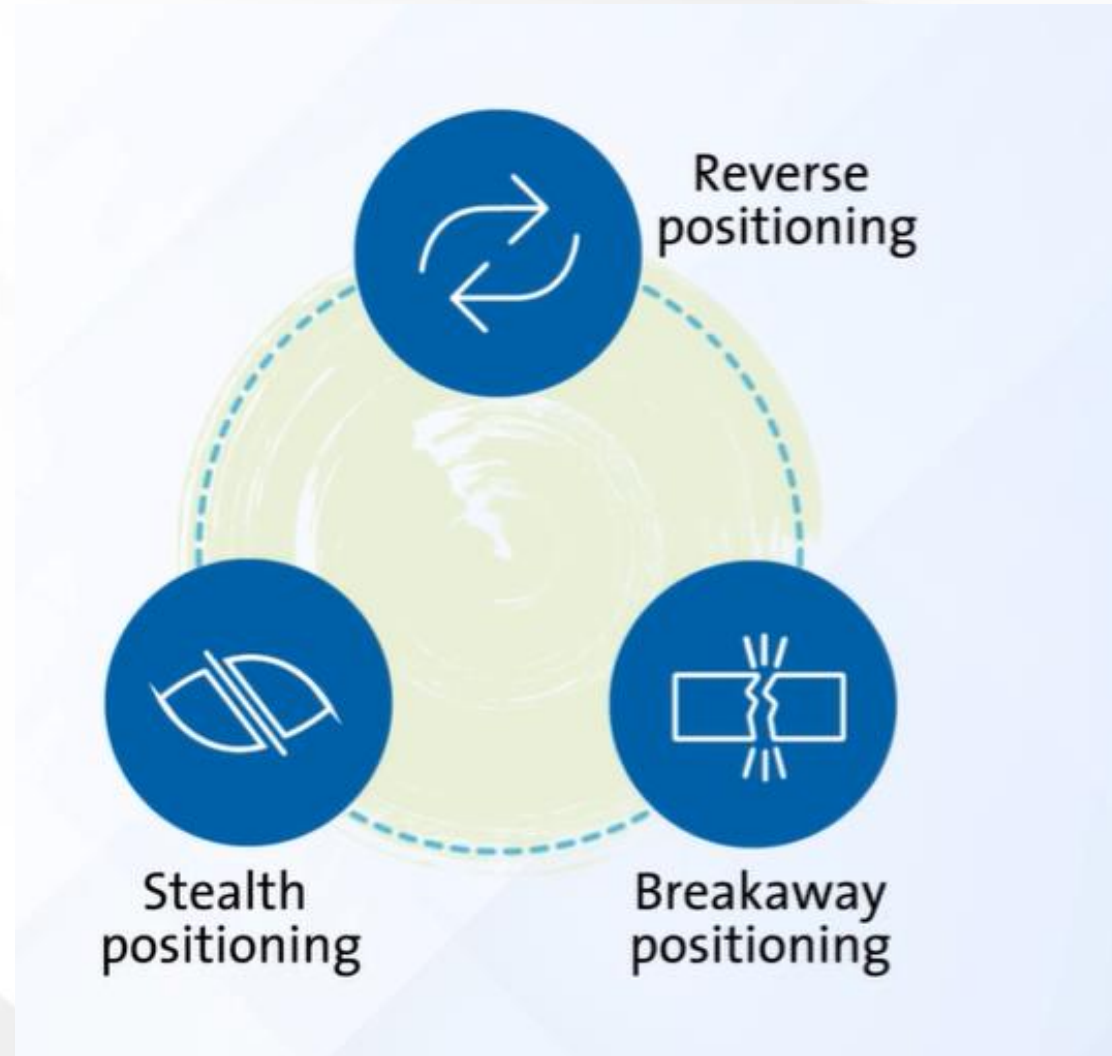 Reverse
positioning
Stealth
positioning
Breakaway
positioning